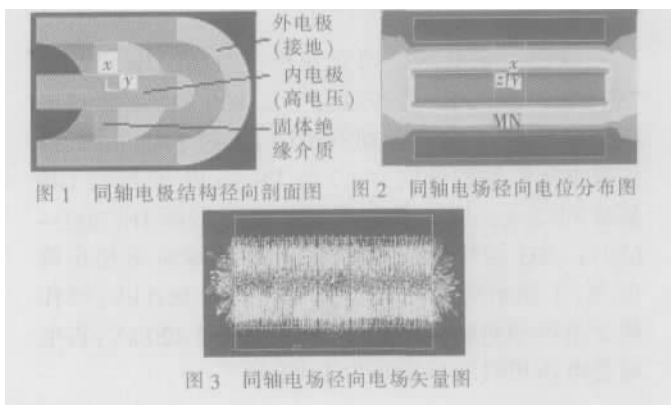 外电极
(接地)
内电极
(高电压)
固体绝
缘介质
x
y
图 1 同轴电极结构径向剖面图
x
z y
MN
图 2 同轴电场径向电位分布图
图 3 同轴电场径向电场矢量图